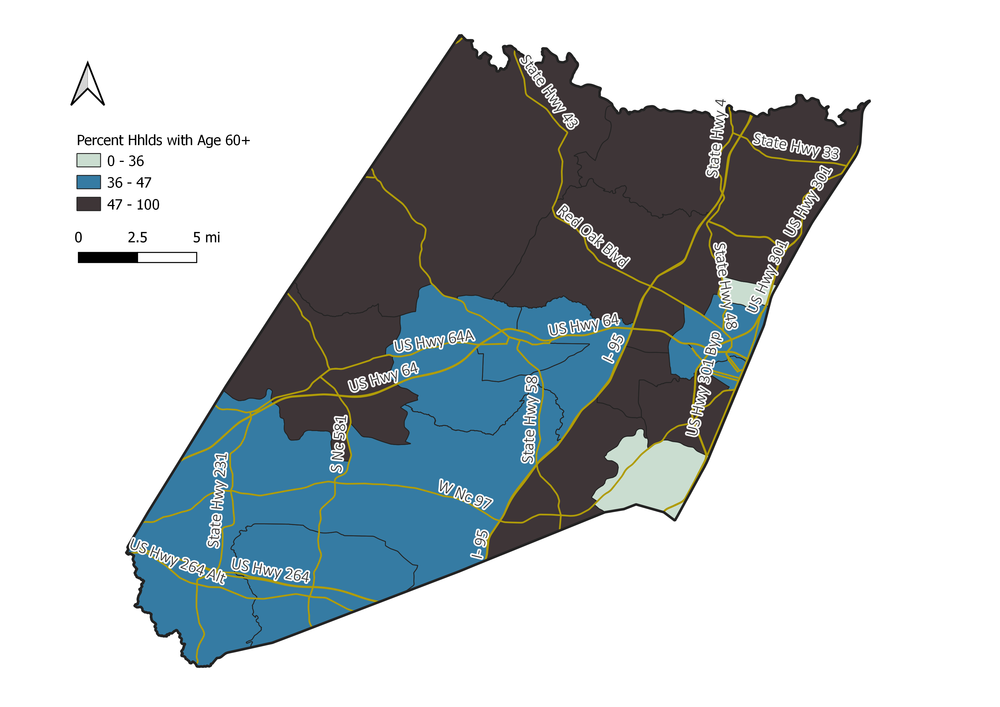 State Hwy 43
State Hwy 4
State Hwy 33
Percent Hhlds with Age 60+
0 - 36
36 - 47
47 - 100
US Hwy 301
Red Oak Blvd
0 2.5 5 mi
State Hwy 48
US Hwy 301
US Hwy 64
US Hwy 64A
I- 95
US Hwy 301 Byp
US Hwy 64
State Hwy 58
S Nc 581
State Hwy 231
W Nc 97
I- 95
US Hwy 264 Alt
US Hwy 264